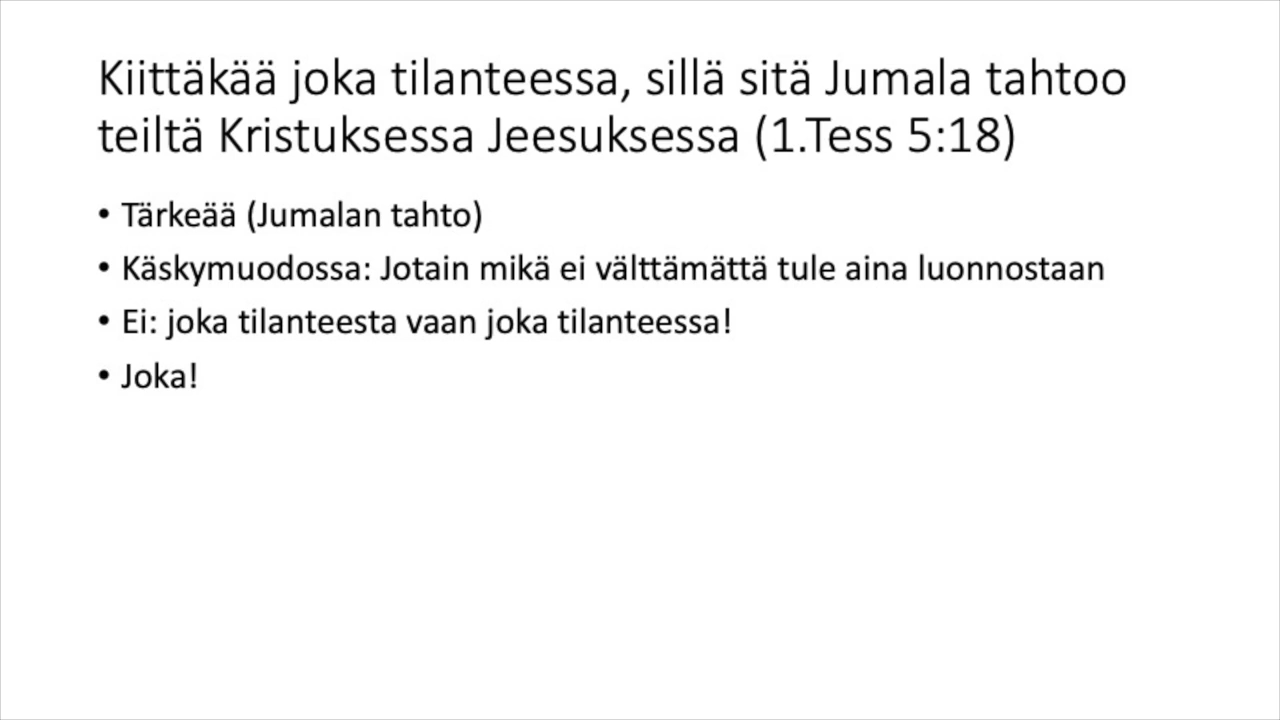 Kiittäkää joka tilanteessa, sillä sitä Jumala tahtoo
teiltä Kristuksessa Jeesuksessa (1.Tess 5:18)
• Tärkeää (Jumalan tahto)
• Käskymuodossa: Jotain mikä ei välttämättä tule aina luonnostaan
• Ei: joka tilanteesta vaan joka tilanteessa!
• Joka!